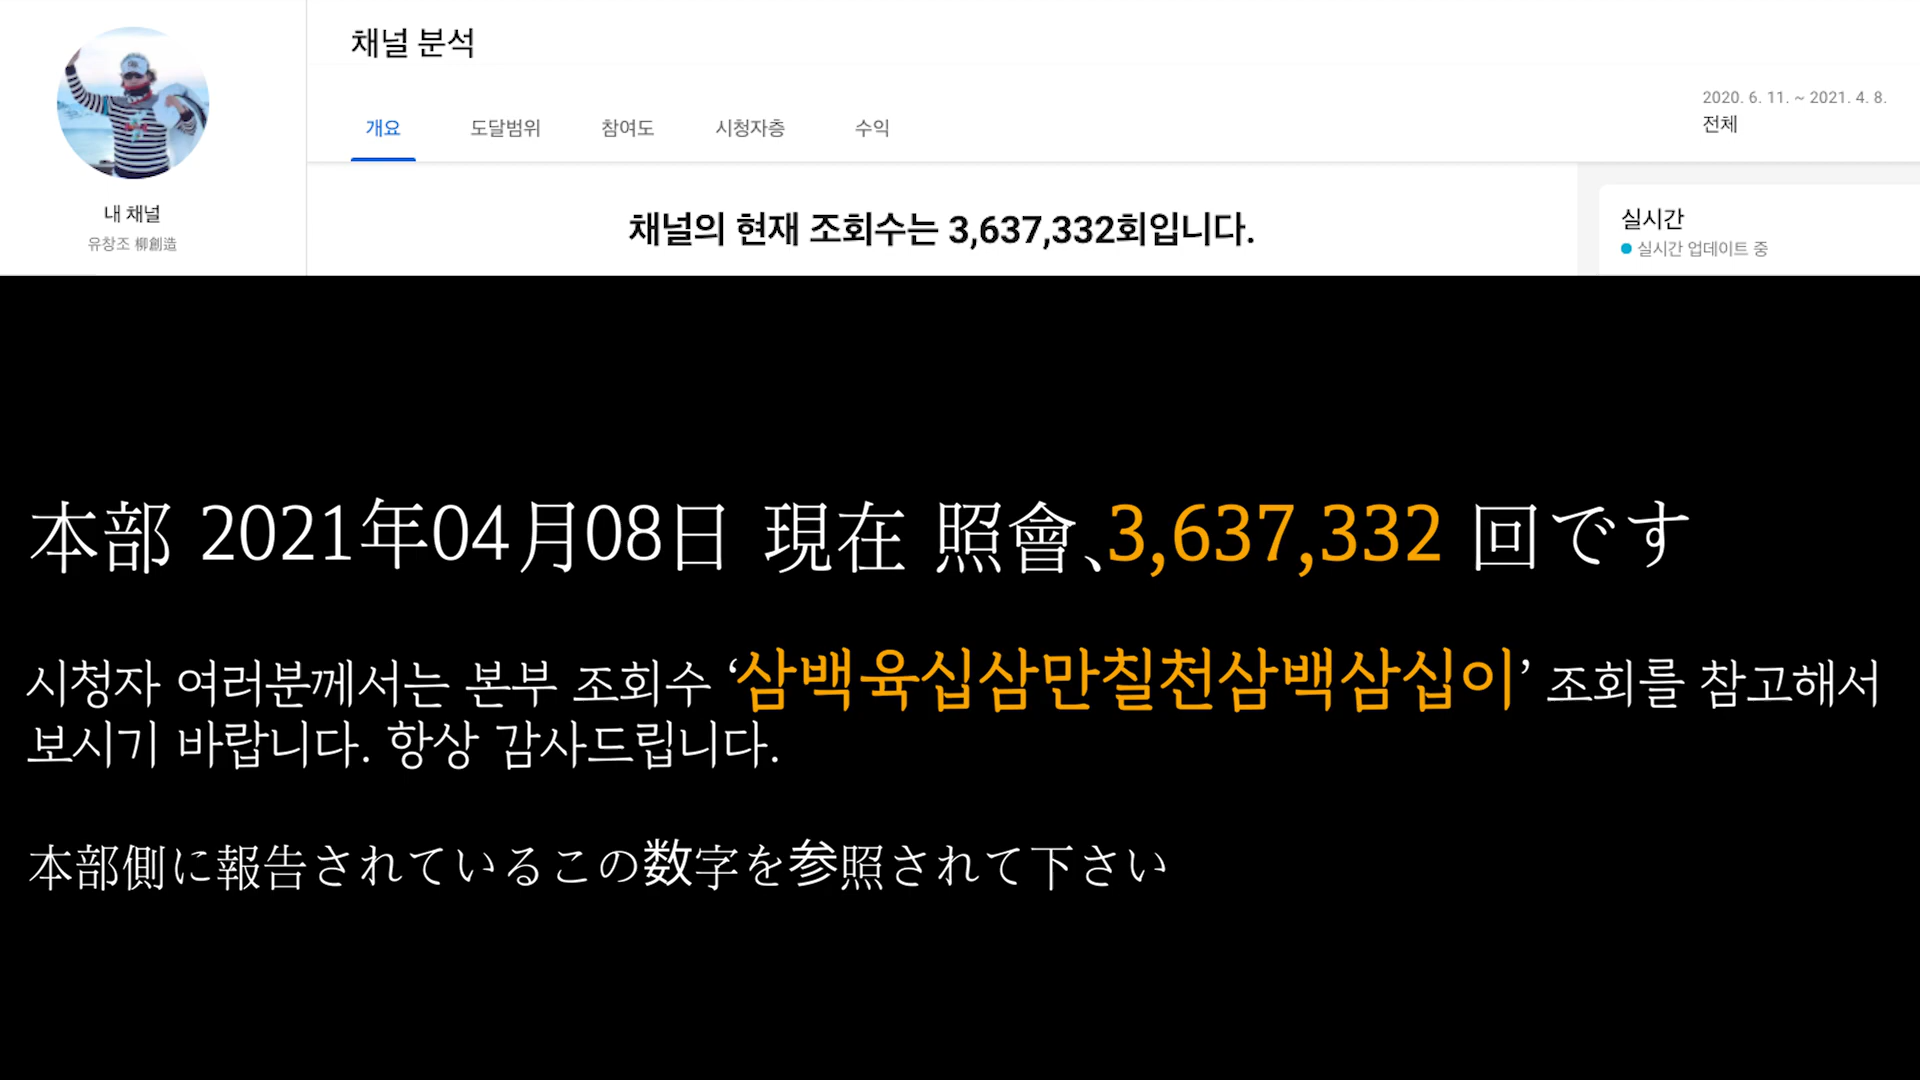 채널 분석
2020. 6. 11. ~ 2021. 4. 8.
전체
개요 도달범위 참여도 시청자층 수익
내 채널
유창조 柳創造
채널의 현재 조회수는 3,637,332회입니다.
실시간
실시간 업데이트 중
本部 2021年04月08日 現在 照會、3,637,332 回です
시청자 여러분께서는 본부 조회수 ‘삼백육십삼만칠천삼백삼십이’ 조회를 참고해서
보시기 바랍니다. 항상 감사드립니다.
本部側に報告されているこの数字を参照されて下さい